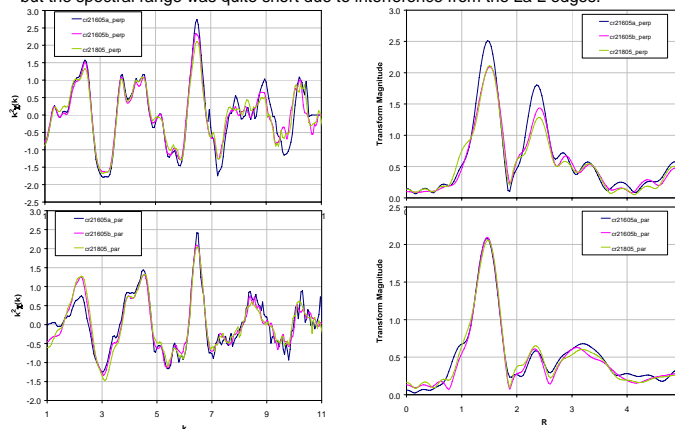 but the spectral range was quite short due to interference from the La L edges.
3.0
2.5
2.0
1.5
1.0
0.5
0.0
-0.5
-1.0
-1.5
-2.0
-2.5
k²χ(k)
cr21605a_perp
cr21605b_perp
cr21805_perp
1
1
3.0
2.5
2.0
1.5
1.0
0.5
0.0
-0.5
-1.0
-1.5
-2.0
k²χ(k)
cr21605a_par
cr21605b_par
cr21805_par
1 3 5 7 9 11
k
3.0
2.5
2.0
1.5
1.0
0.5
0.0
Transform Magnitude
cr21605a_perp
cr21605b_perp
cr21805_perp
2.5
2.0
1.5
1.0
0.5
0.0
Transform Magnitude
cr21605a_par
cr21605b_par
cr21805_par
0 1 2 3 4
R